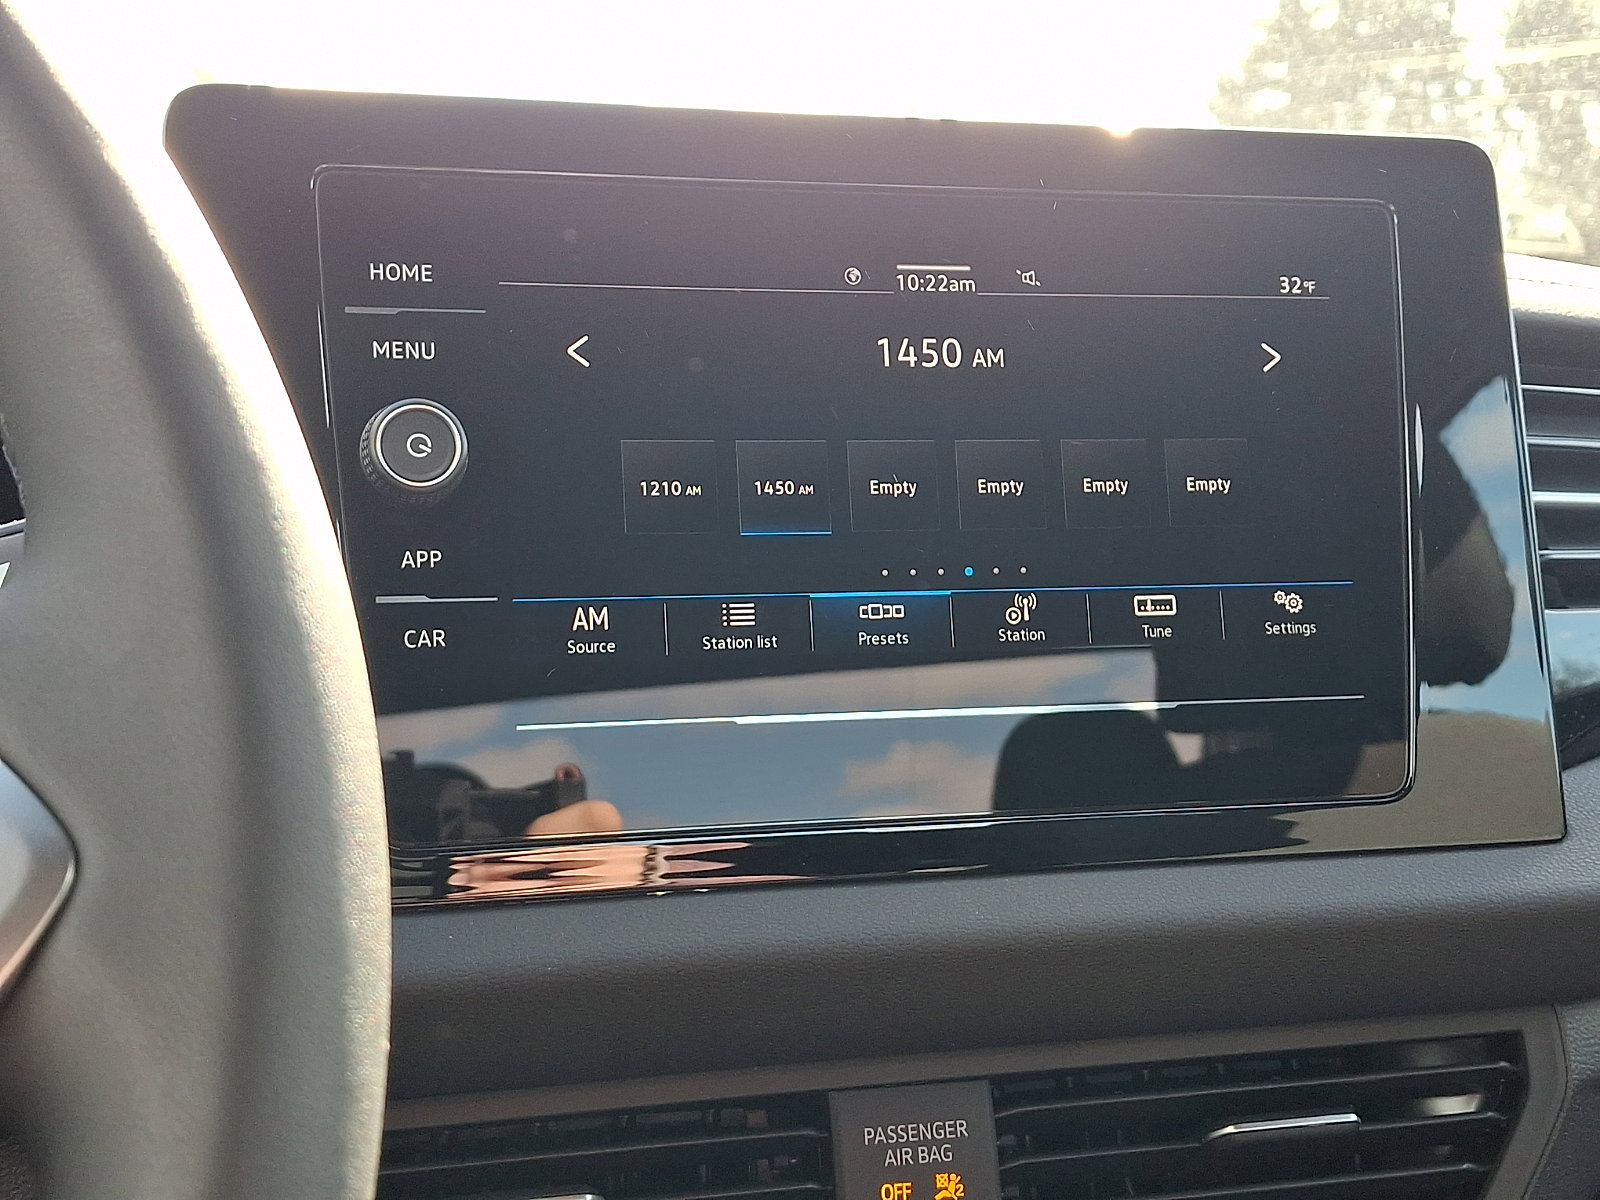 HOME
10:22am
32°F
MENU
1450 AM
1210 AM
1450 AM
Empty
Empty
Empty
Empty
APP
CAR
AM
Source
Station list
Presets
Station
Tune
Settings
PASSENGER
AIR BAG
OFF
2